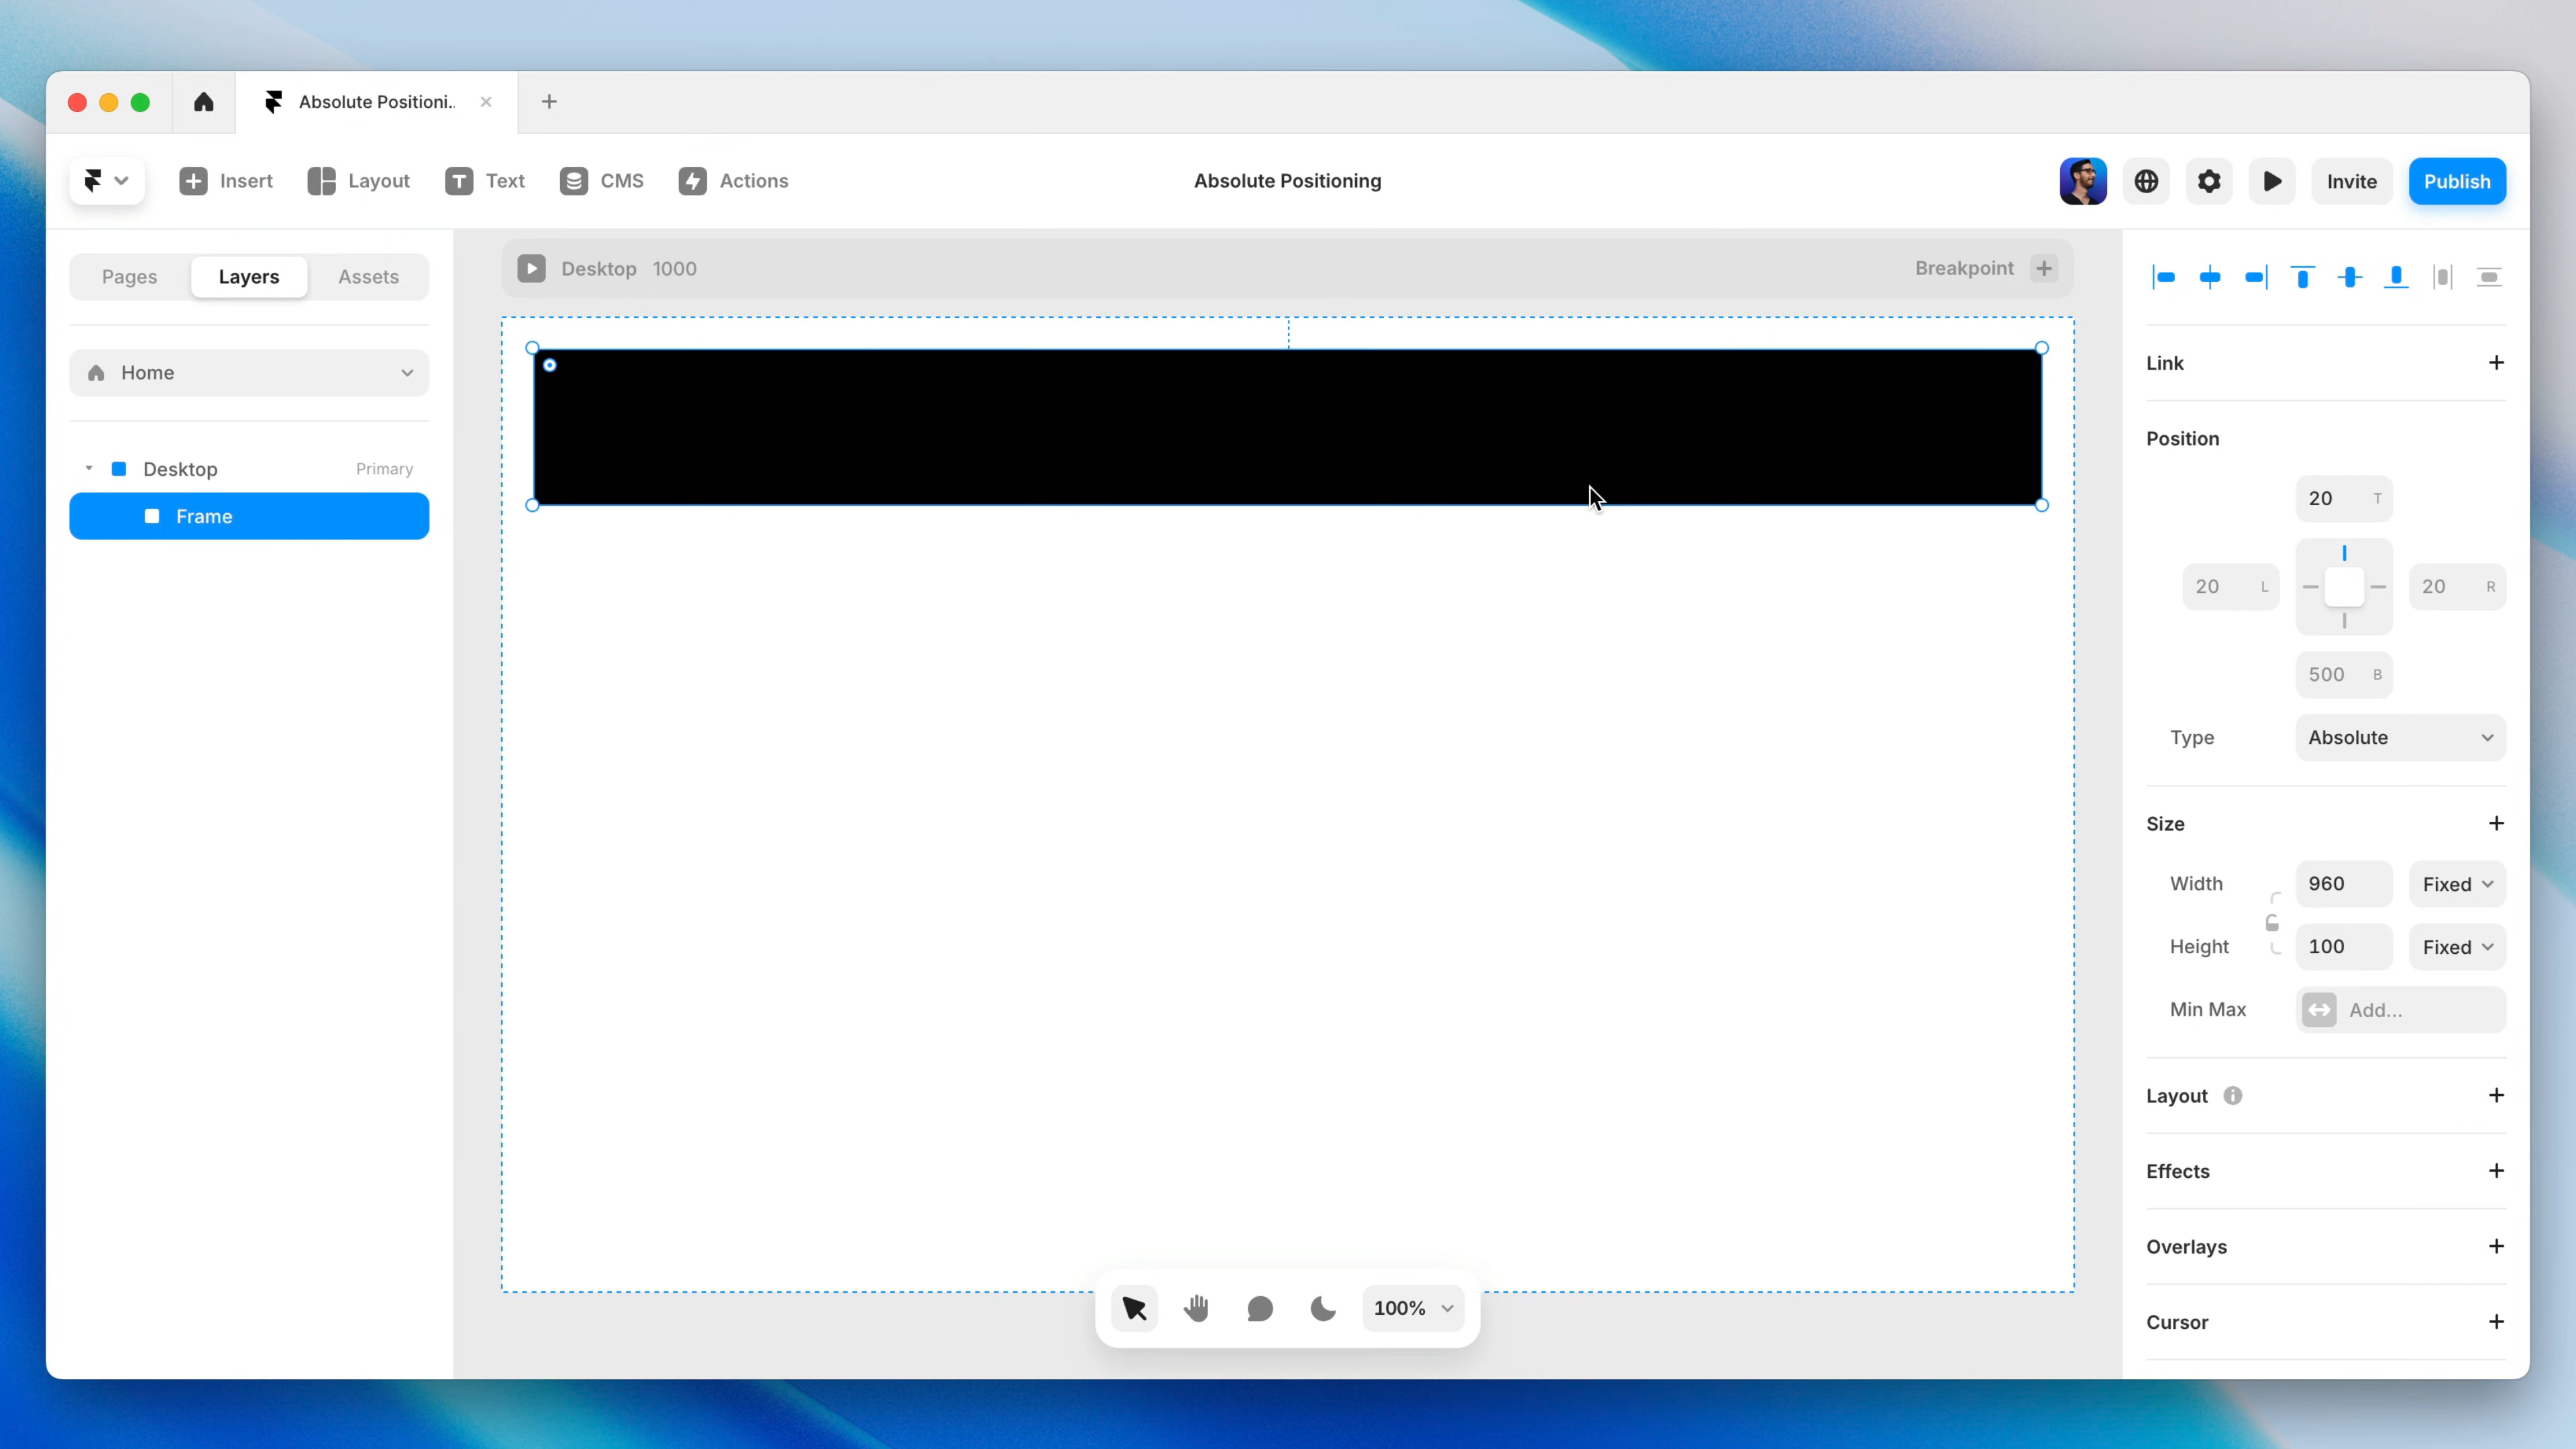 Absolute Positioni..
Insert Layout Text CMS Actions
Absolute Positioning
Invite Publish
Pages Layers Assets
Home
Desktop Primary
Frame
Desktop 1000
Breakpoint
100%
Link
Position
20 T
20 L
20 R
500 B
Type Absolute
Size
Width 960 Fixed
Height 100 Fixed
Min Max Add...
Layout
Effects
Overlays
Cursor